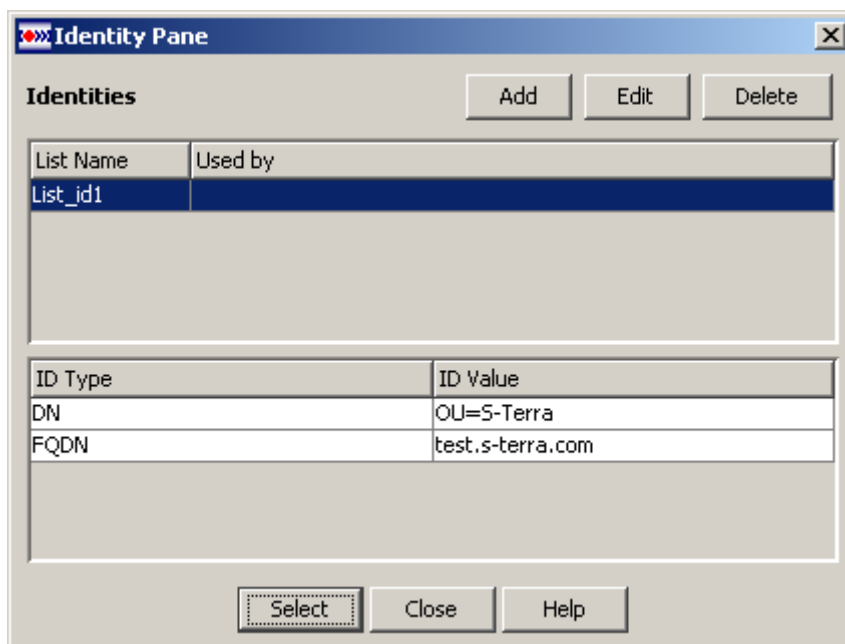 Identity Pane
Identities Add Edit Delete
List Name Used by
List_id1
ID Type ID Value
DN OU=S-Terra
FQDN test.s-terra.com
Select Close Help